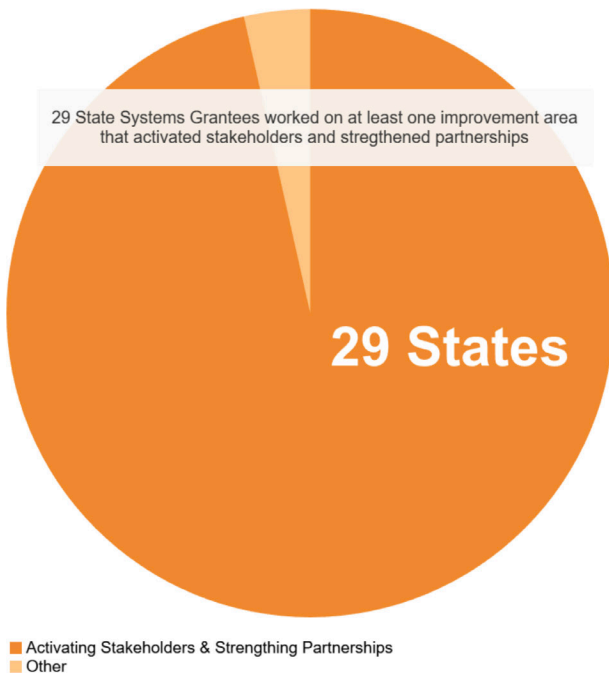 29 State Systems Grantees worked on at least one improvement area
that activated stakeholders and stregthened partnerships
29 States
Activating Stakeholders & Strengthing Partnerships
Other